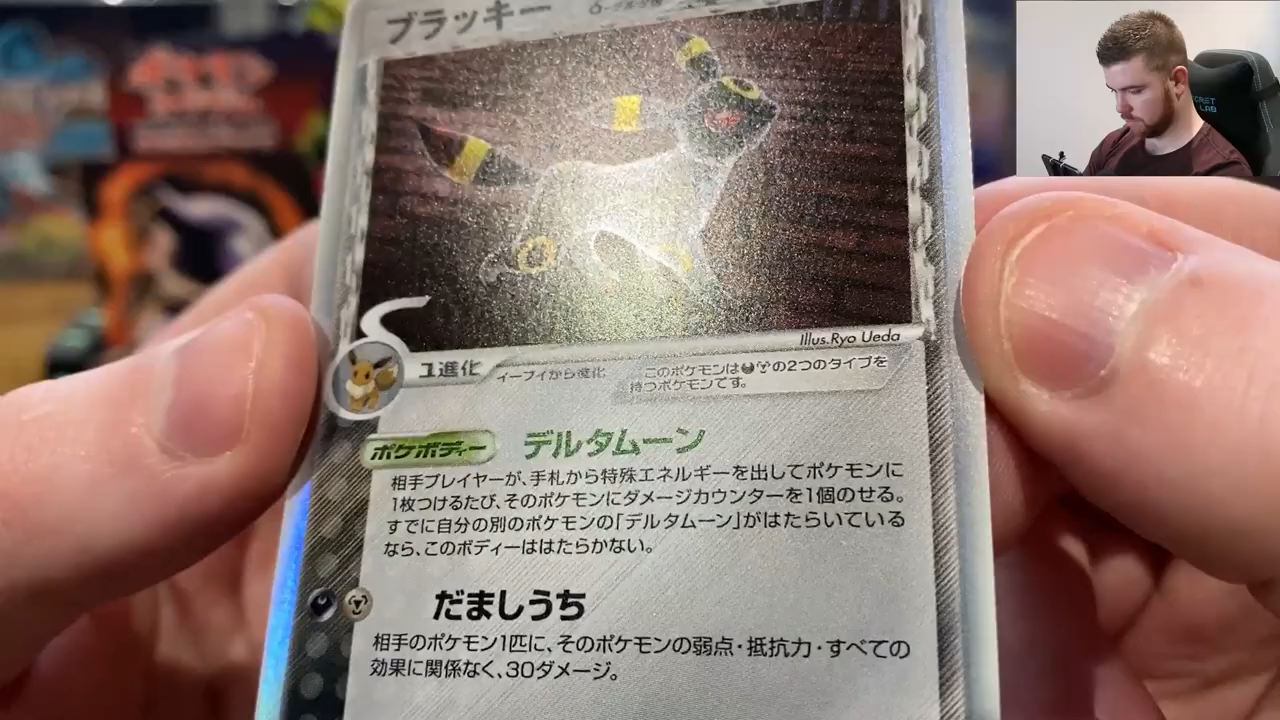 ブラッキー
Illus.Ryo Ueda
1進化 イーブイから進化
このポケモンは の2つのタイプを
持つポケモンです。
ポケボディー デルタムーン
相手プレイヤーが、手札から特殊エネルギーを出してポケモンに
1枚つけるたび、そのポケモンにダメージカウンターを1個のせる。
すでに自分の別のポケモンの「デルタムーン」がはたらいている
なら、このボディーははたらかない。
だましうち
相手のポケモン1匹に、そのポケモンの弱点・抵抗力・すべての
効果に関係なく、30ダメージ。